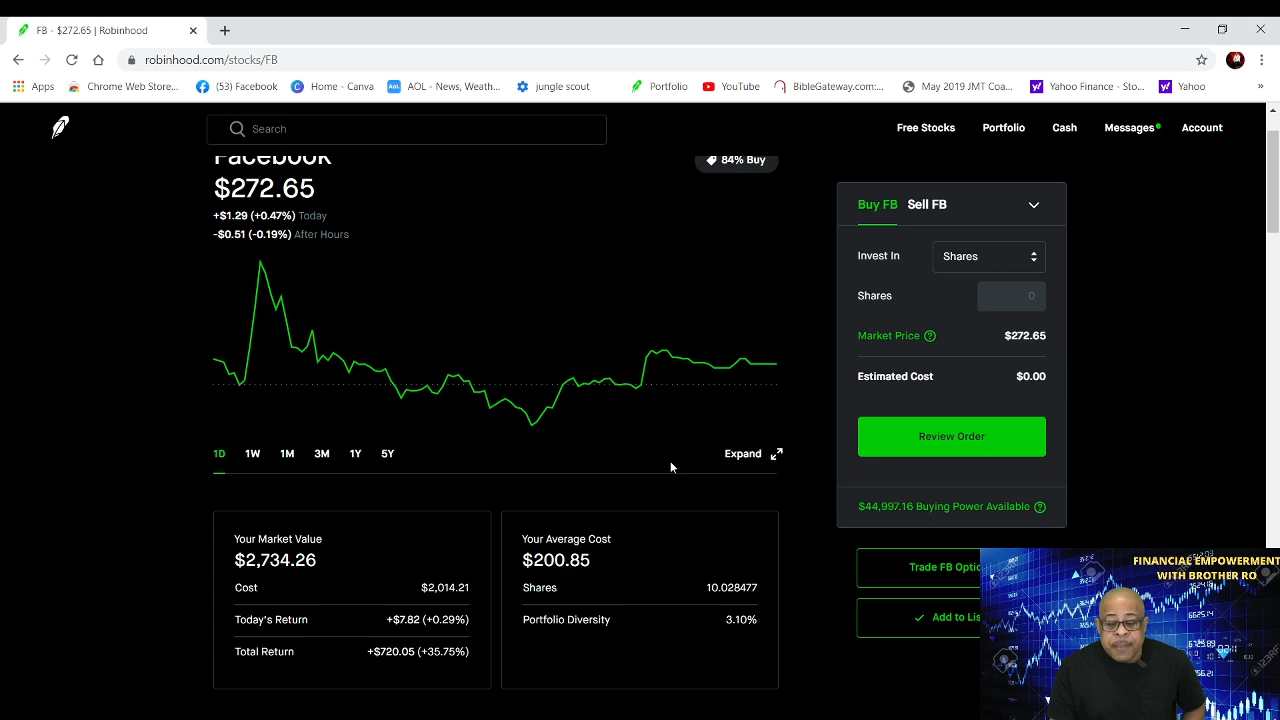 FB - $272.65 | Robinhood
robinhood.com/stocks/FB
Apps Chrome Web Store... (53) Facebook Home - Canva AOL - News, Weath... jungle scout Portfolio YouTube BibleGateway.com:... May 2019 JMT Coa... Yahoo Finance - Sto... Yahoo »
Search Free Stocks Portfolio Cash Messages Account
Facebook
84% Buy
$272.65
+$1.29 (+0.47%) Today
-$0.51 (-0.19%) After Hours
1D 1W 1M 3M 1Y 5Y Expand
Buy FB Sell FB
Invest In Shares
Shares 0
Market Price ? $272.65
Estimated Cost $0.00
Review Order
$44,997.16 Buying Power Available ?
Trade FB Optio
Add to Lis
Your Market Value
$2,734.26
Cost $2,014.21
Today's Return +$7.82 (+0.29%)
Total Return +$720.05 (+35.75%)
Your Average Cost
$200.85
Shares 10.028477
Portfolio Diversity 3.10%
FINANCIAL EMPOWERMENT
WITH BROTHER RO